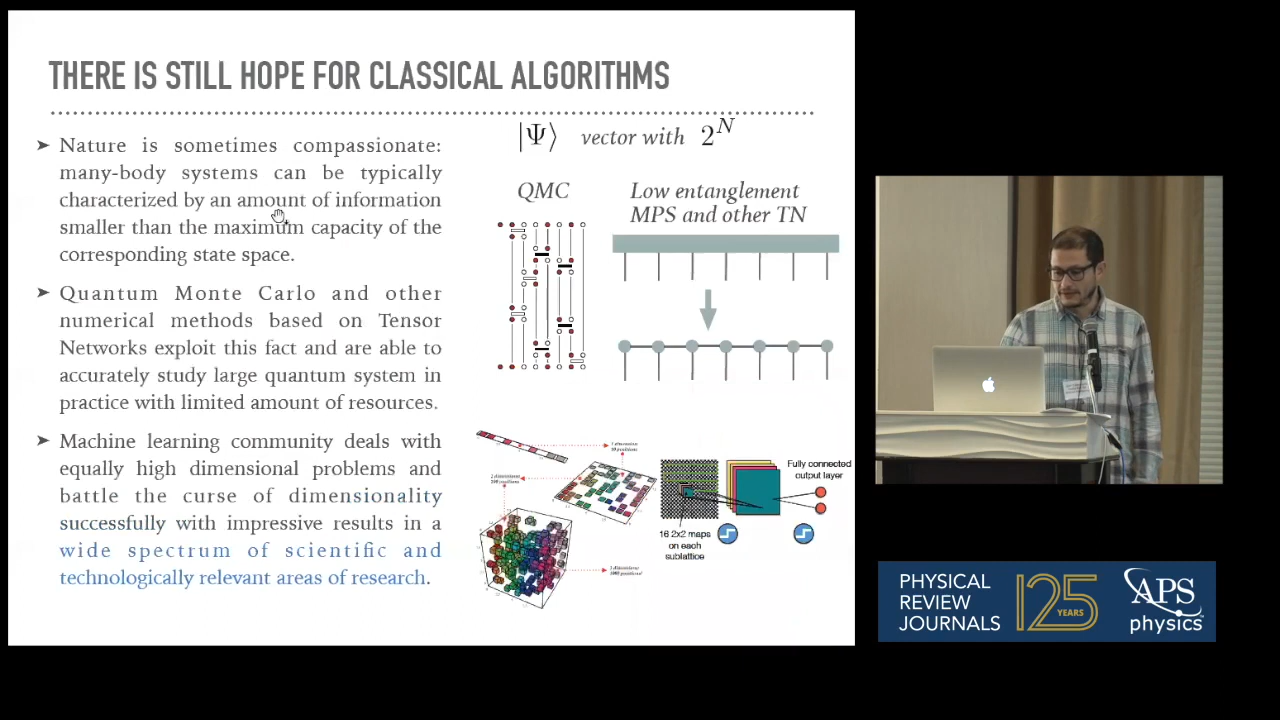 THERE IS STILL HOPE FOR CLASSICAL ALGORITHMS
➤ Nature is sometimes compassionate:
many-body systems can be typically
characterized by an amount of information
smaller than the maximum capacity of the
corresponding state space.
➤ Quantum Monte Carlo and other
numerical methods based on Tensor
Networks exploit this fact and are able to
accurately study large quantum system in
practice with limited amount of resources.
➤ Machine learning community deals with
equally high dimensional problems and
battle the curse of dimensionality
successfully with impressive results in a
wide spectrum of scientific and
technologically relevant areas of research.
|Ψ⟩ vector with 2^N
QMC
Low entanglement
MPS and other TN
Fully connected
output layer
16 2x2 maps
on each
sublattice
PHYSICAL
REVIEW
JOURNALS
125
YEARS
APS
physics